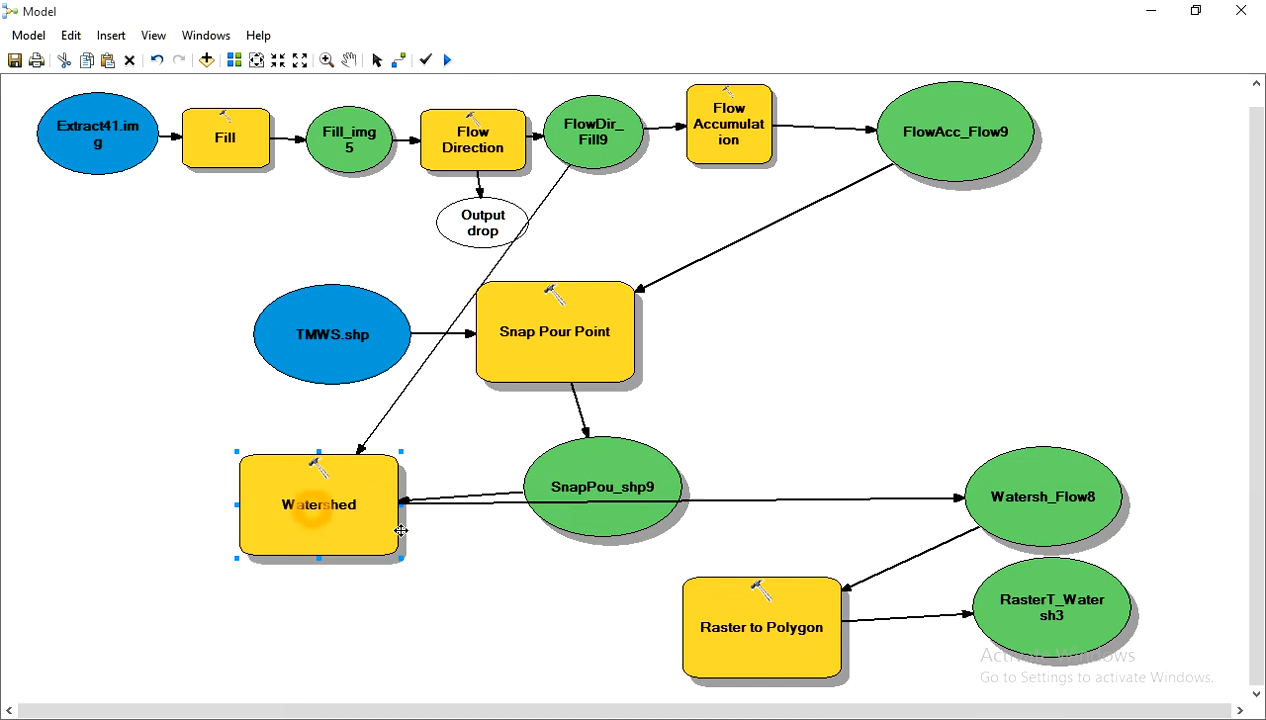 Model
Model Edit Insert View Windows Help
Extract41.im
g
Fill
Fill_img
5
Flow
Direction
FlowDir_
Fill9
Flow
Accumulat
ion
FlowAcc_Flow9
Output
drop
TMWS.shp
Snap Pour Point
Watershed
SnapPou_shp9
Watersh_Flow8
Raster to Polygon
RasterT_Water
sh3
Activate Windows
Go to Settings to activate Windows.